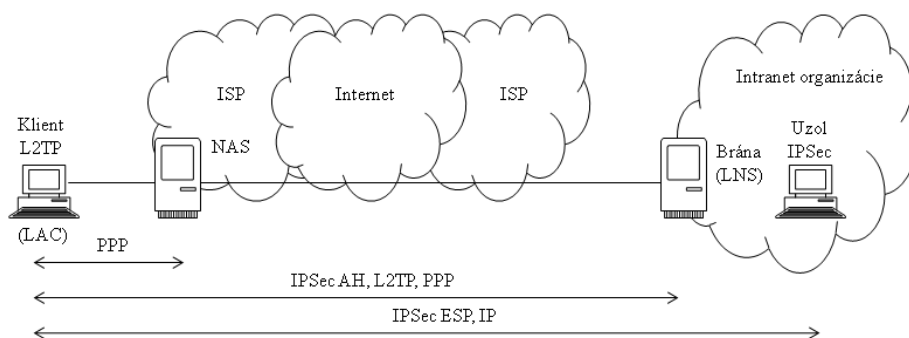 ISP
Internet
ISP
Intranet organizácie
Klient
L2TP
NAS
Brána
(LNS)
Uzol
IPSec
(LAC)
PPP
IPSec AH, L2TP, PPP
IPSec ESP, IP